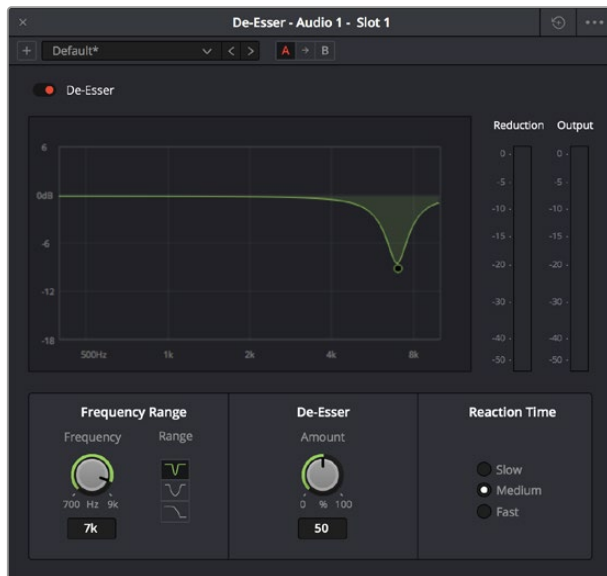 × De-Esser - Audio 1 - Slot 1 •••
+ Default* < > A → B
De-Esser
Reduction Output
6
0dB
-6
-12
-18
500Hz 1k 2k 4k 8k
0 -
-5 -
-10 -
-15 -
-20 -
-30 -
-40 -
-50 -
0 -
-5 -
-10 -
-15 -
-20 -
-30 -
-40 -
-50 -
Frequency Range
Frequency Range
700 Hz 9k
7k
De-Esser
Amount
0 % 100
50
Reaction Time
Slow
Medium
Fast